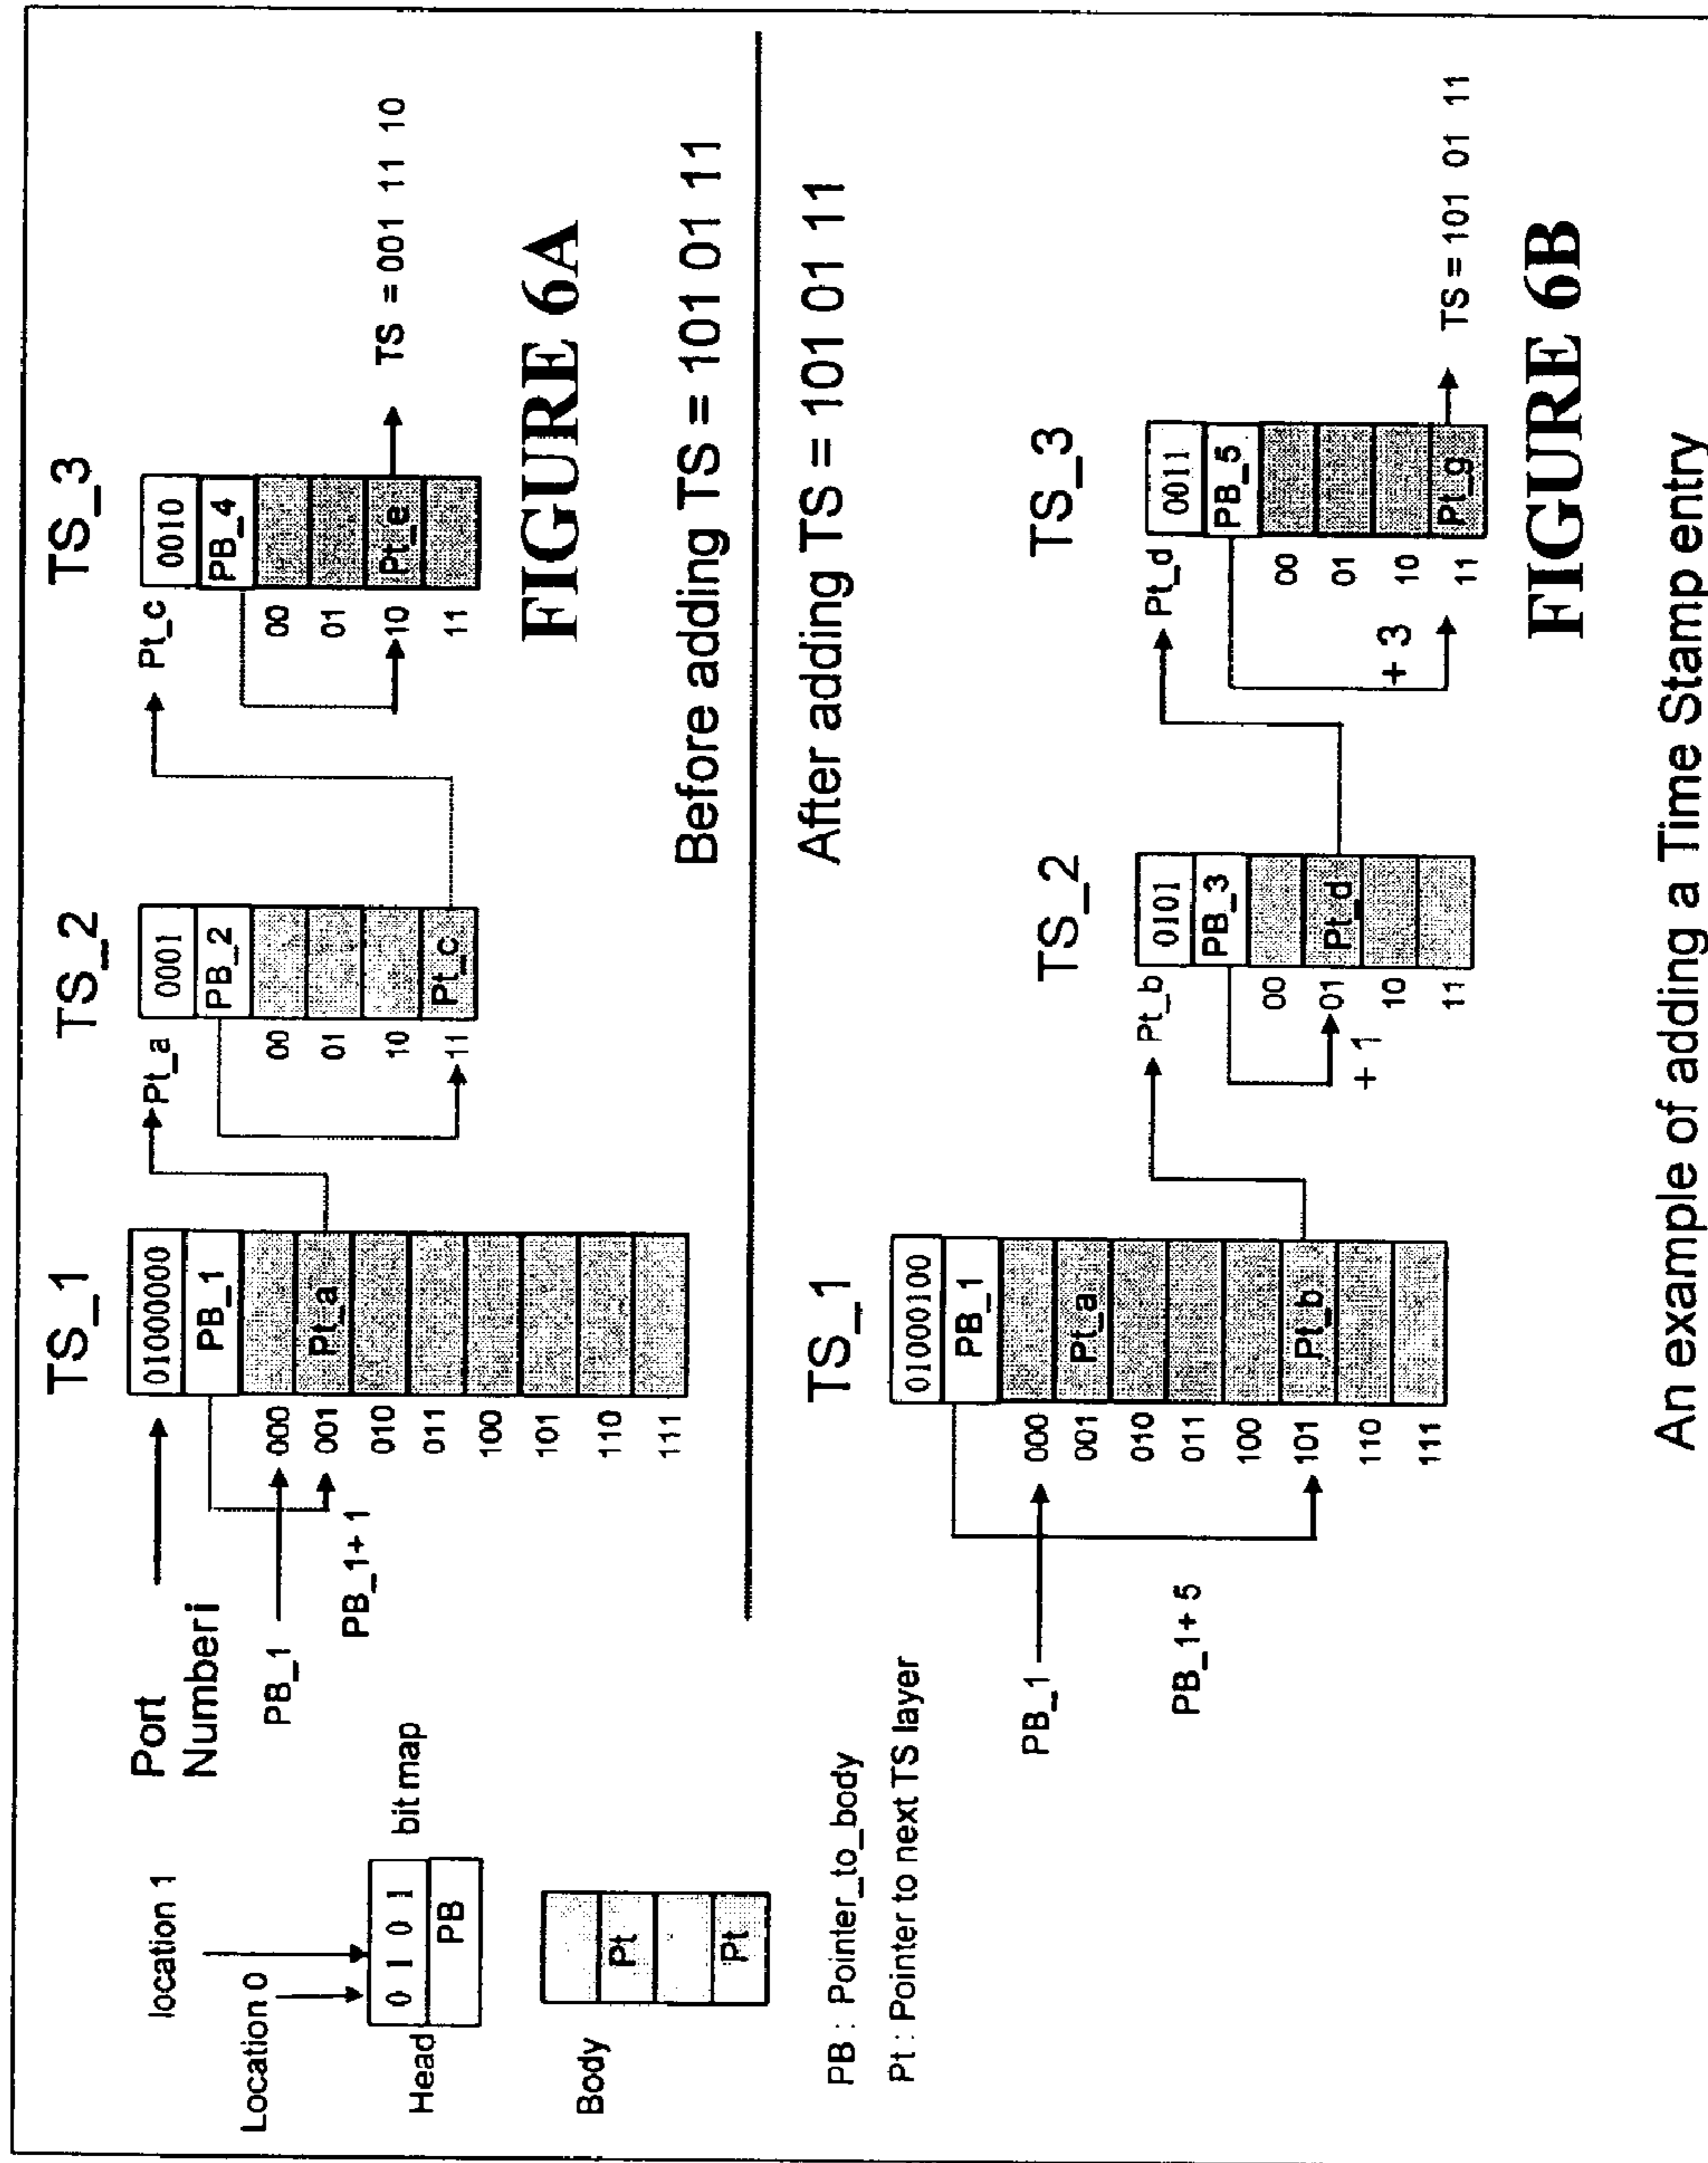 location 1
Location 0
Head
0 1 0 1
bit map
PB
Body
Pt
Pt
PB : Pointer_to_body
Pt : Pointer to next TS layer
Port
Numberi
PB_1
PB_1+ 1
TS_1
01000000
PB_1
000
001
Pt_a
010
011
100
101
110
111
TS_2
Pt_a
0001
PB_2
00
01
10
11
Pt_c
TS_3
Pt_c
0010
PB_4
00
01
10
Pt_e
11
TS = 001 11 10
FIGURE 6A
Before adding TS = 101 01 11
After adding TS = 101 01 11
PB_1
PB_1+ 5
TS_1
01000100
PB_1
000
001
Pt_a
010
011
100
101
Pt_b
110
111
TS_2
Pt_b
0101
PB_3
00
01
Pt_d
10
11
+ 1
TS_3
Pt_d
0011
PB_5
00
01
10
11
Pt_g
+ 3
TS = 101 01 11
FIGURE 6B
An example of adding a Time Stamp entry